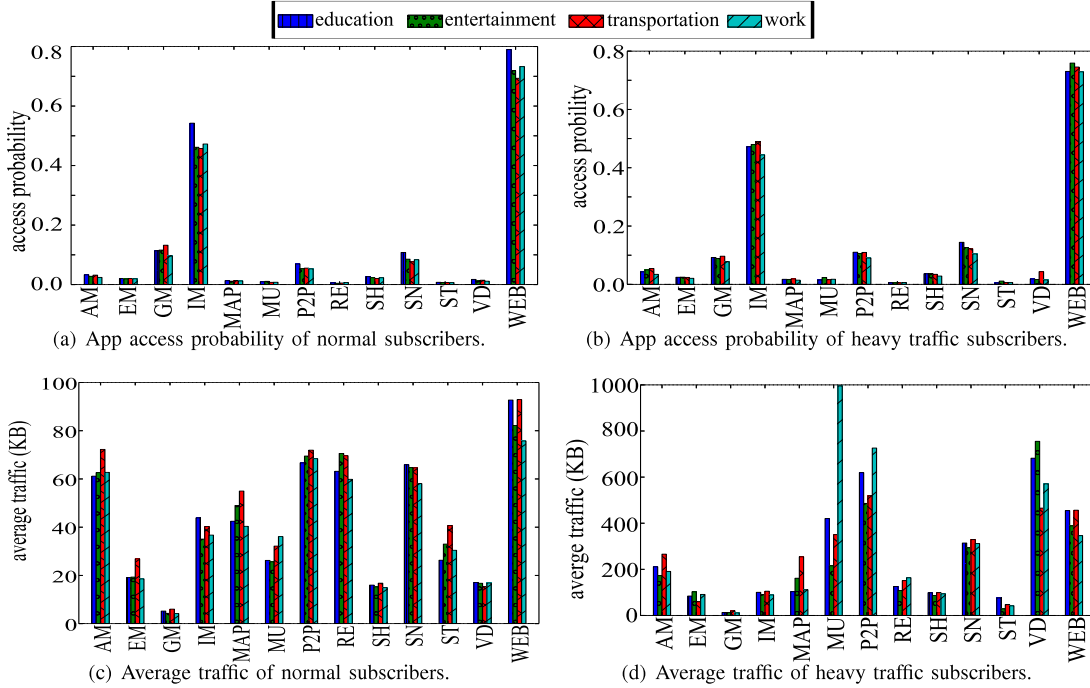 education entertainment transportation work
0.8
0.6
0.4
0.2
0.0
access probability
AM EM GM IM MAP MU P2P RE SH SN ST VD WEB
(a) App access probability of normal subscribers.
0.8
0.6
0.4
0.2
0.0
access probility
AM EM GM IM MAP MU P2P RE SH SN ST VD WEB
(b) App access probability of heavy traffic subscribers.
100
80
60
40
20
0
average traffic (KB)
AM EM GM IM MAP MU P2P RE SH SN ST VD WEB
(c) Average traffic of normal subscribers.
1000
800
600
400
200
0
averge traffic (KB)
AM EM GM IM MAP MU P2P RE SH SN ST VD WEB
(d) Average traffic of heavy traffic subscribers.